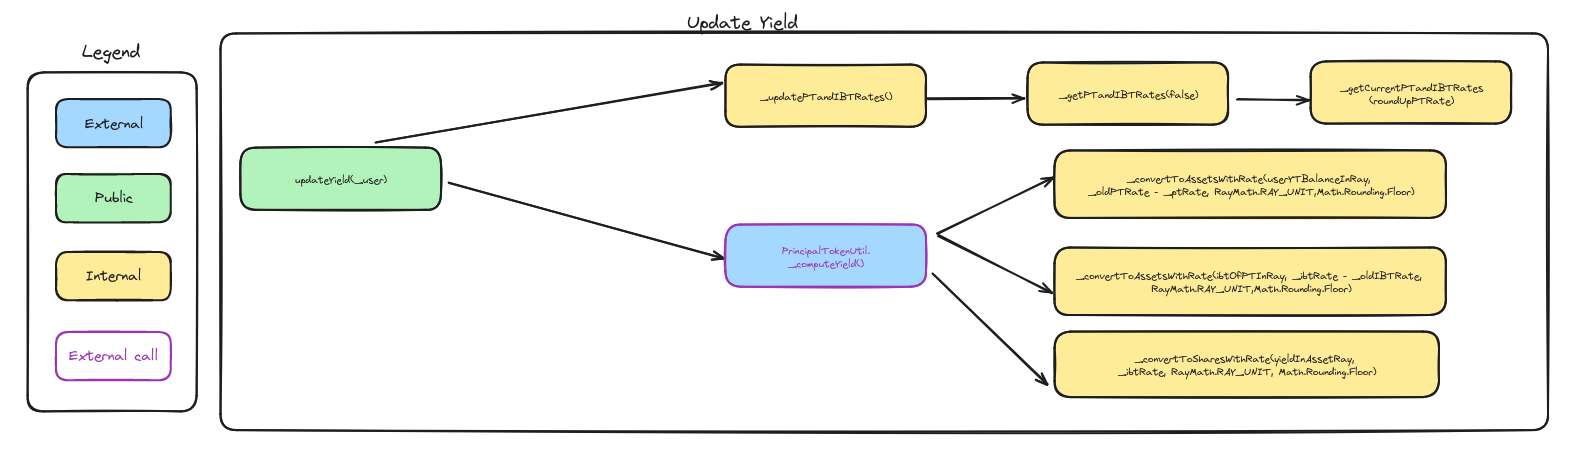 Update Yield
Legend
External
Public
Internal
External call
updateYield(_user)
_updatePTandIBTRates()
_getPTandIBTRates(false)
_getCurrentPTandIBTRates
(roundUpPTRate)
PrincipalTokenUtil.
_computeYield()
_convertToAssetsWithRate(userYTBalanceInRay,
_oldPTRate - _ptRate, RayMath.RAY_UNIT,Math.Rounding.Floor)
_convertToAssetsWithRate(ibtOfPTInRay, _ibtRate - _oldIBTRate,
RayMath.RAY_UNIT,Math.Rounding.Floor)
_convertToSharesWithRate(yieldInAssetRay,
_ibtRate, RayMath.RAY_UNIT, Math.Rounding.Floor)